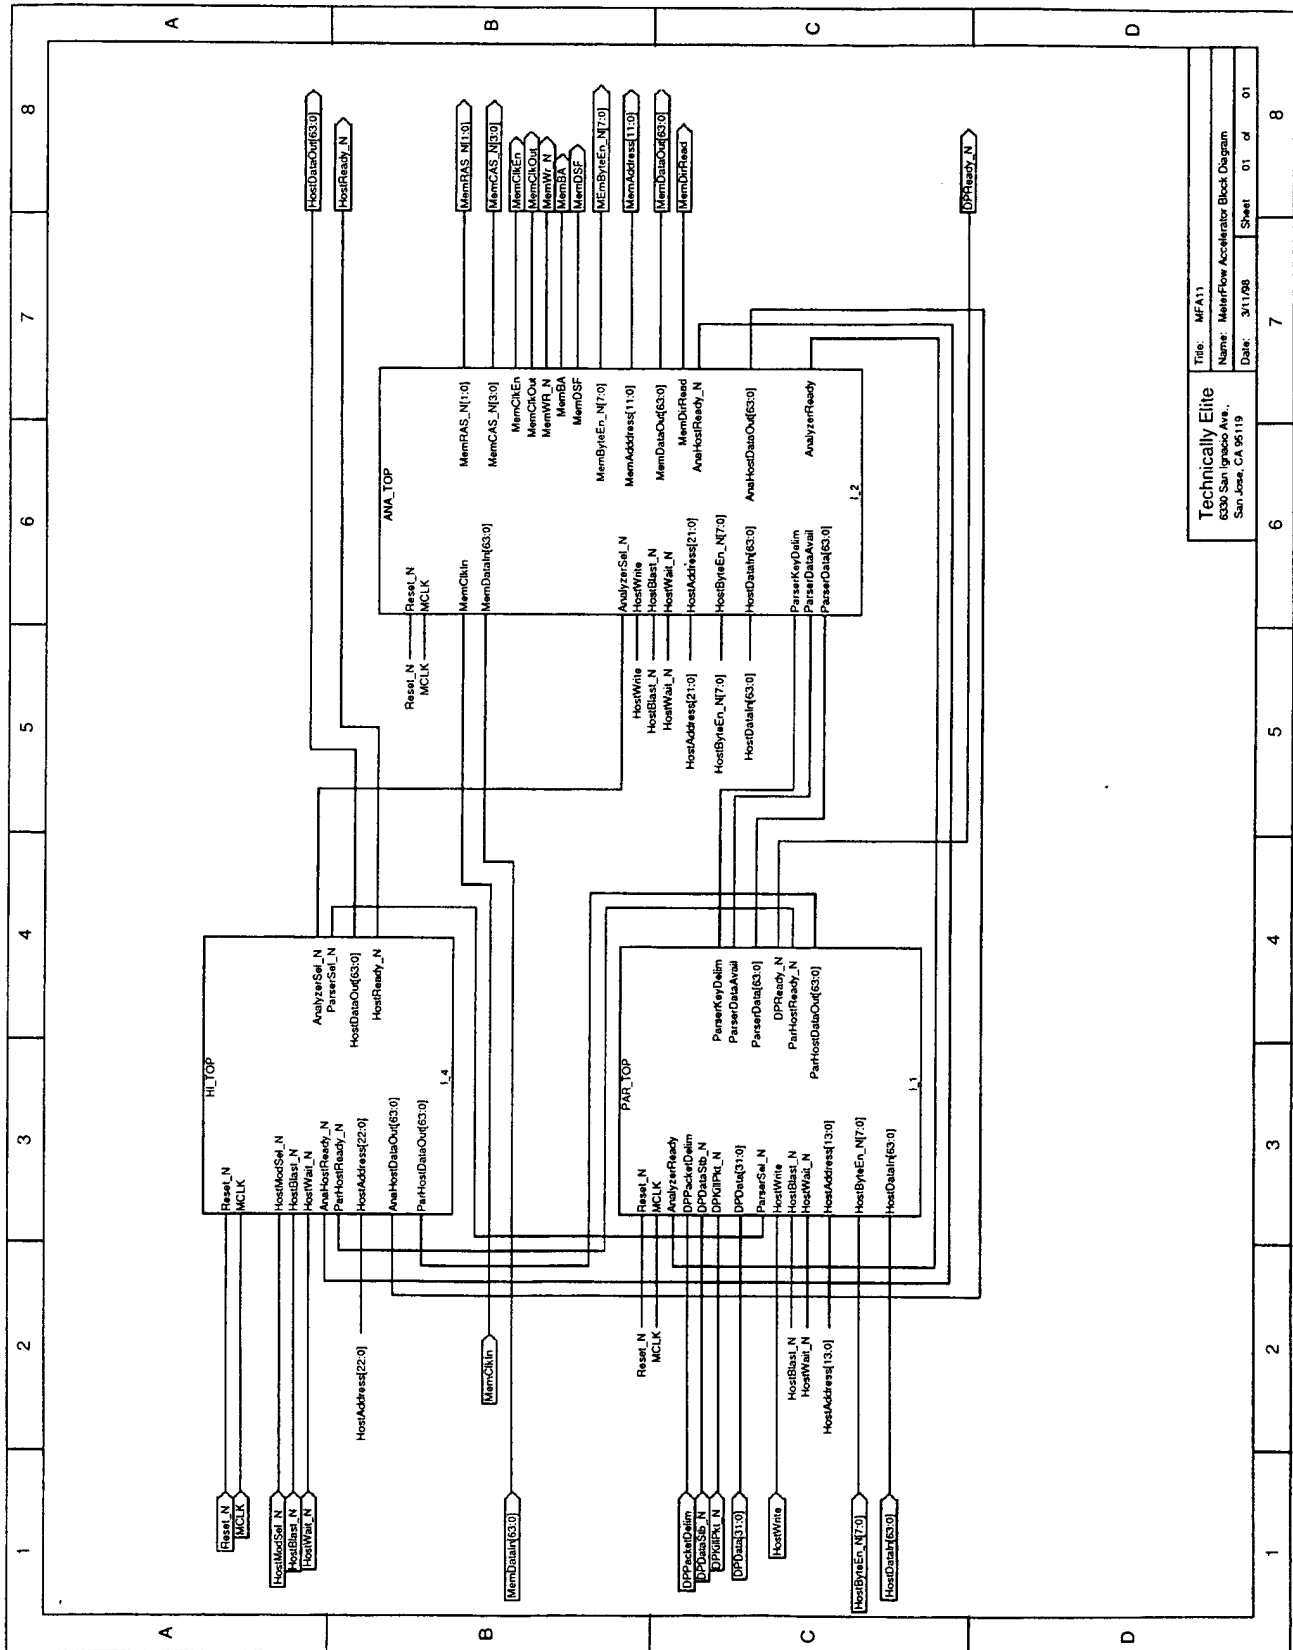 1
2
3
4
5
6
7
8
A
B
C
D
A
B
C
D
1
2
3
4
5
6
7
8
Reset_N
MCLK
HostModSel_N
HostBlast_N
HostWait_N
HostAddress[22:0]
MemClkIn
MemDataIn[63:0]
HI_TOP
Reset_N
MCLK
HostModSel_N
HostBlast_N
HostWait_N
AnaHostReady_N
ParHostReady_N
HostAddress[22:0]
AnaHostDataOut[63:0]
ParHostDataOut[63:0]
AnalyzerSel_N
ParserSel_N
HostDataOut[63:0]
HostReady_N
I_4
HostDataOut[63:0]
HostReady_N
ANA_TOP
Reset_N
MCLK
Reset_N
MCLK
MemClkIn
MemDataIn[63:0]
AnalyzerSel_N
HostWrite
HostBlast_N
HostWait_N
HostAddress[21:0]
HostByteEn_N[7:0]
HostDataIn[63:0]
HostWrite
HostBlast_N
HostWait_N
HostAddress[21:0]
HostByteEn_N[7:0]
HostDataIn[63:0]
ParserKeyDelim
ParserDataAvail
ParserData[63:0]
MemRAS_N[1:0]
MemCAS_N[3:0]
MemClkEn
MemClkOut
MemWR_N
MemBA
MemDSF
MemByteEn_N[7:0]
MemAdddress[11:0]
MemDataOut[63:0]
MemDirRead
AnaHostReady_N
AnaHostDataOut[63:0]
AnalyzerReady
I_2
MemRAS_N[1:0]
MemCAS_N[3:0]
MemClkEn
MemClkOut
MemWr_N
MemBA
MemDSF
MEmByteEn_N[7:0]
MemAddress[11:0]
MemDataOut[63:0]
MemDirRead
DPReady_N
PAR_TOP
Reset_N
MCLK
Reset_N
MCLK
AnalyzerReady
DPPacketDelim
DPDataStb_N
DPKillPkt_N
DPData[31:0]
ParserSel_N
HostWrite
HostBlast_N
HostWait_N
HostAddress[13:0]
HostByteEn_N[7:0]
HostDataIn[63:0]
DPPacketDelim
DPDataStb_N
DPKillPkt_N
DPData[31:0]
HostWrite
HostBlast_N
HostWait_N
HostAddress[13:0]
HostByteEn_N[7:0]
HostDataIn[63:0]
ParserKeyDelim
ParserDataAvail
ParserData[63:0]
DPReady_N
ParHostReady_N
ParHostDataOut[63:0]
I_1
Technically Elite
6330 San Ignacio Ave.,
San Jose, CA 95119
Title: MFA11
Name: MeterFlow Accelerator Block Diagram
Date: 3/11/98 Sheet 01 of 01